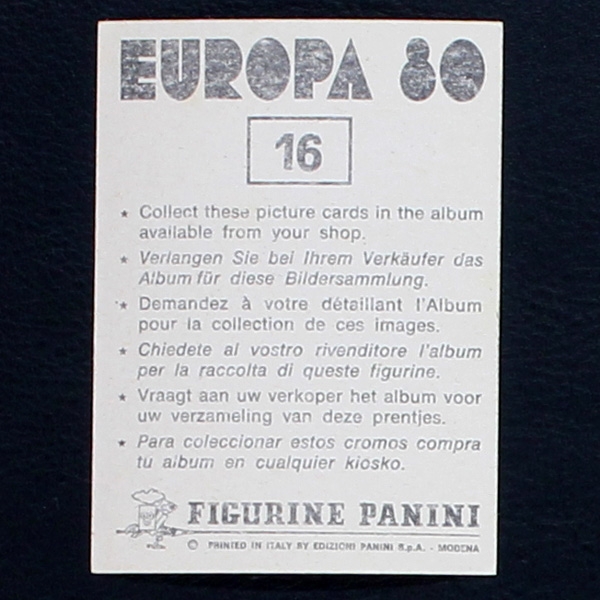 EUROPA 80
16
★ Collect these picture cards in the album
available from your shop.
★ Verlangen Sie bei Ihrem Verkäufer das
Album für diese Bildersammlung.
★ Demandez à votre détaillant l'Album
pour la collection de ces images.
★ Chiedete al vostro rivenditore l'album
per la raccolta di queste figurine.
★ Vraagt aan uw verkoper het album voor
uw verzameling van deze prentjes.
★ Para coleccionar estos cromos compra
tu album en cualquier kiosko.
FIGURINE PANINI
© PRINTED IN ITALY BY EDIZIONI PANINI S.p.A. - MODENA